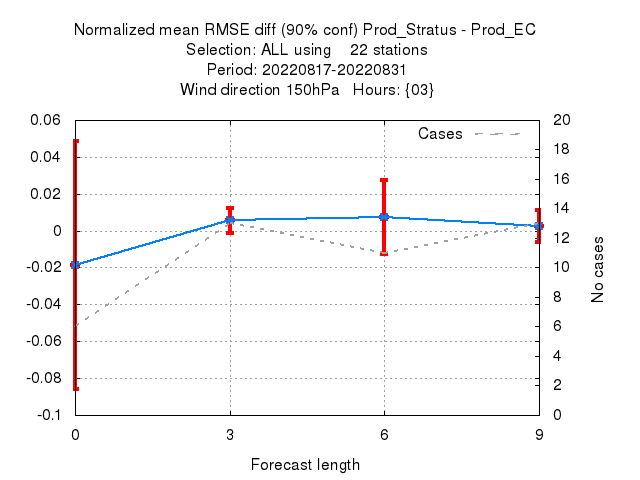 Normalized mean RMSE diff (90% conf) Prod_Stratus - Prod_EC
Selection: ALL using    22 stations
Period: 20220817-20220831
Wind direction 150hPa   Hours: {03}
Cases
0.06
0.04
0.02
0
-0.02
-0.04
-0.06
-0.08
-0.1
20
18
16
14
12
10
8
6
4
2
0
No cases
0 3 6 9
Forecast length